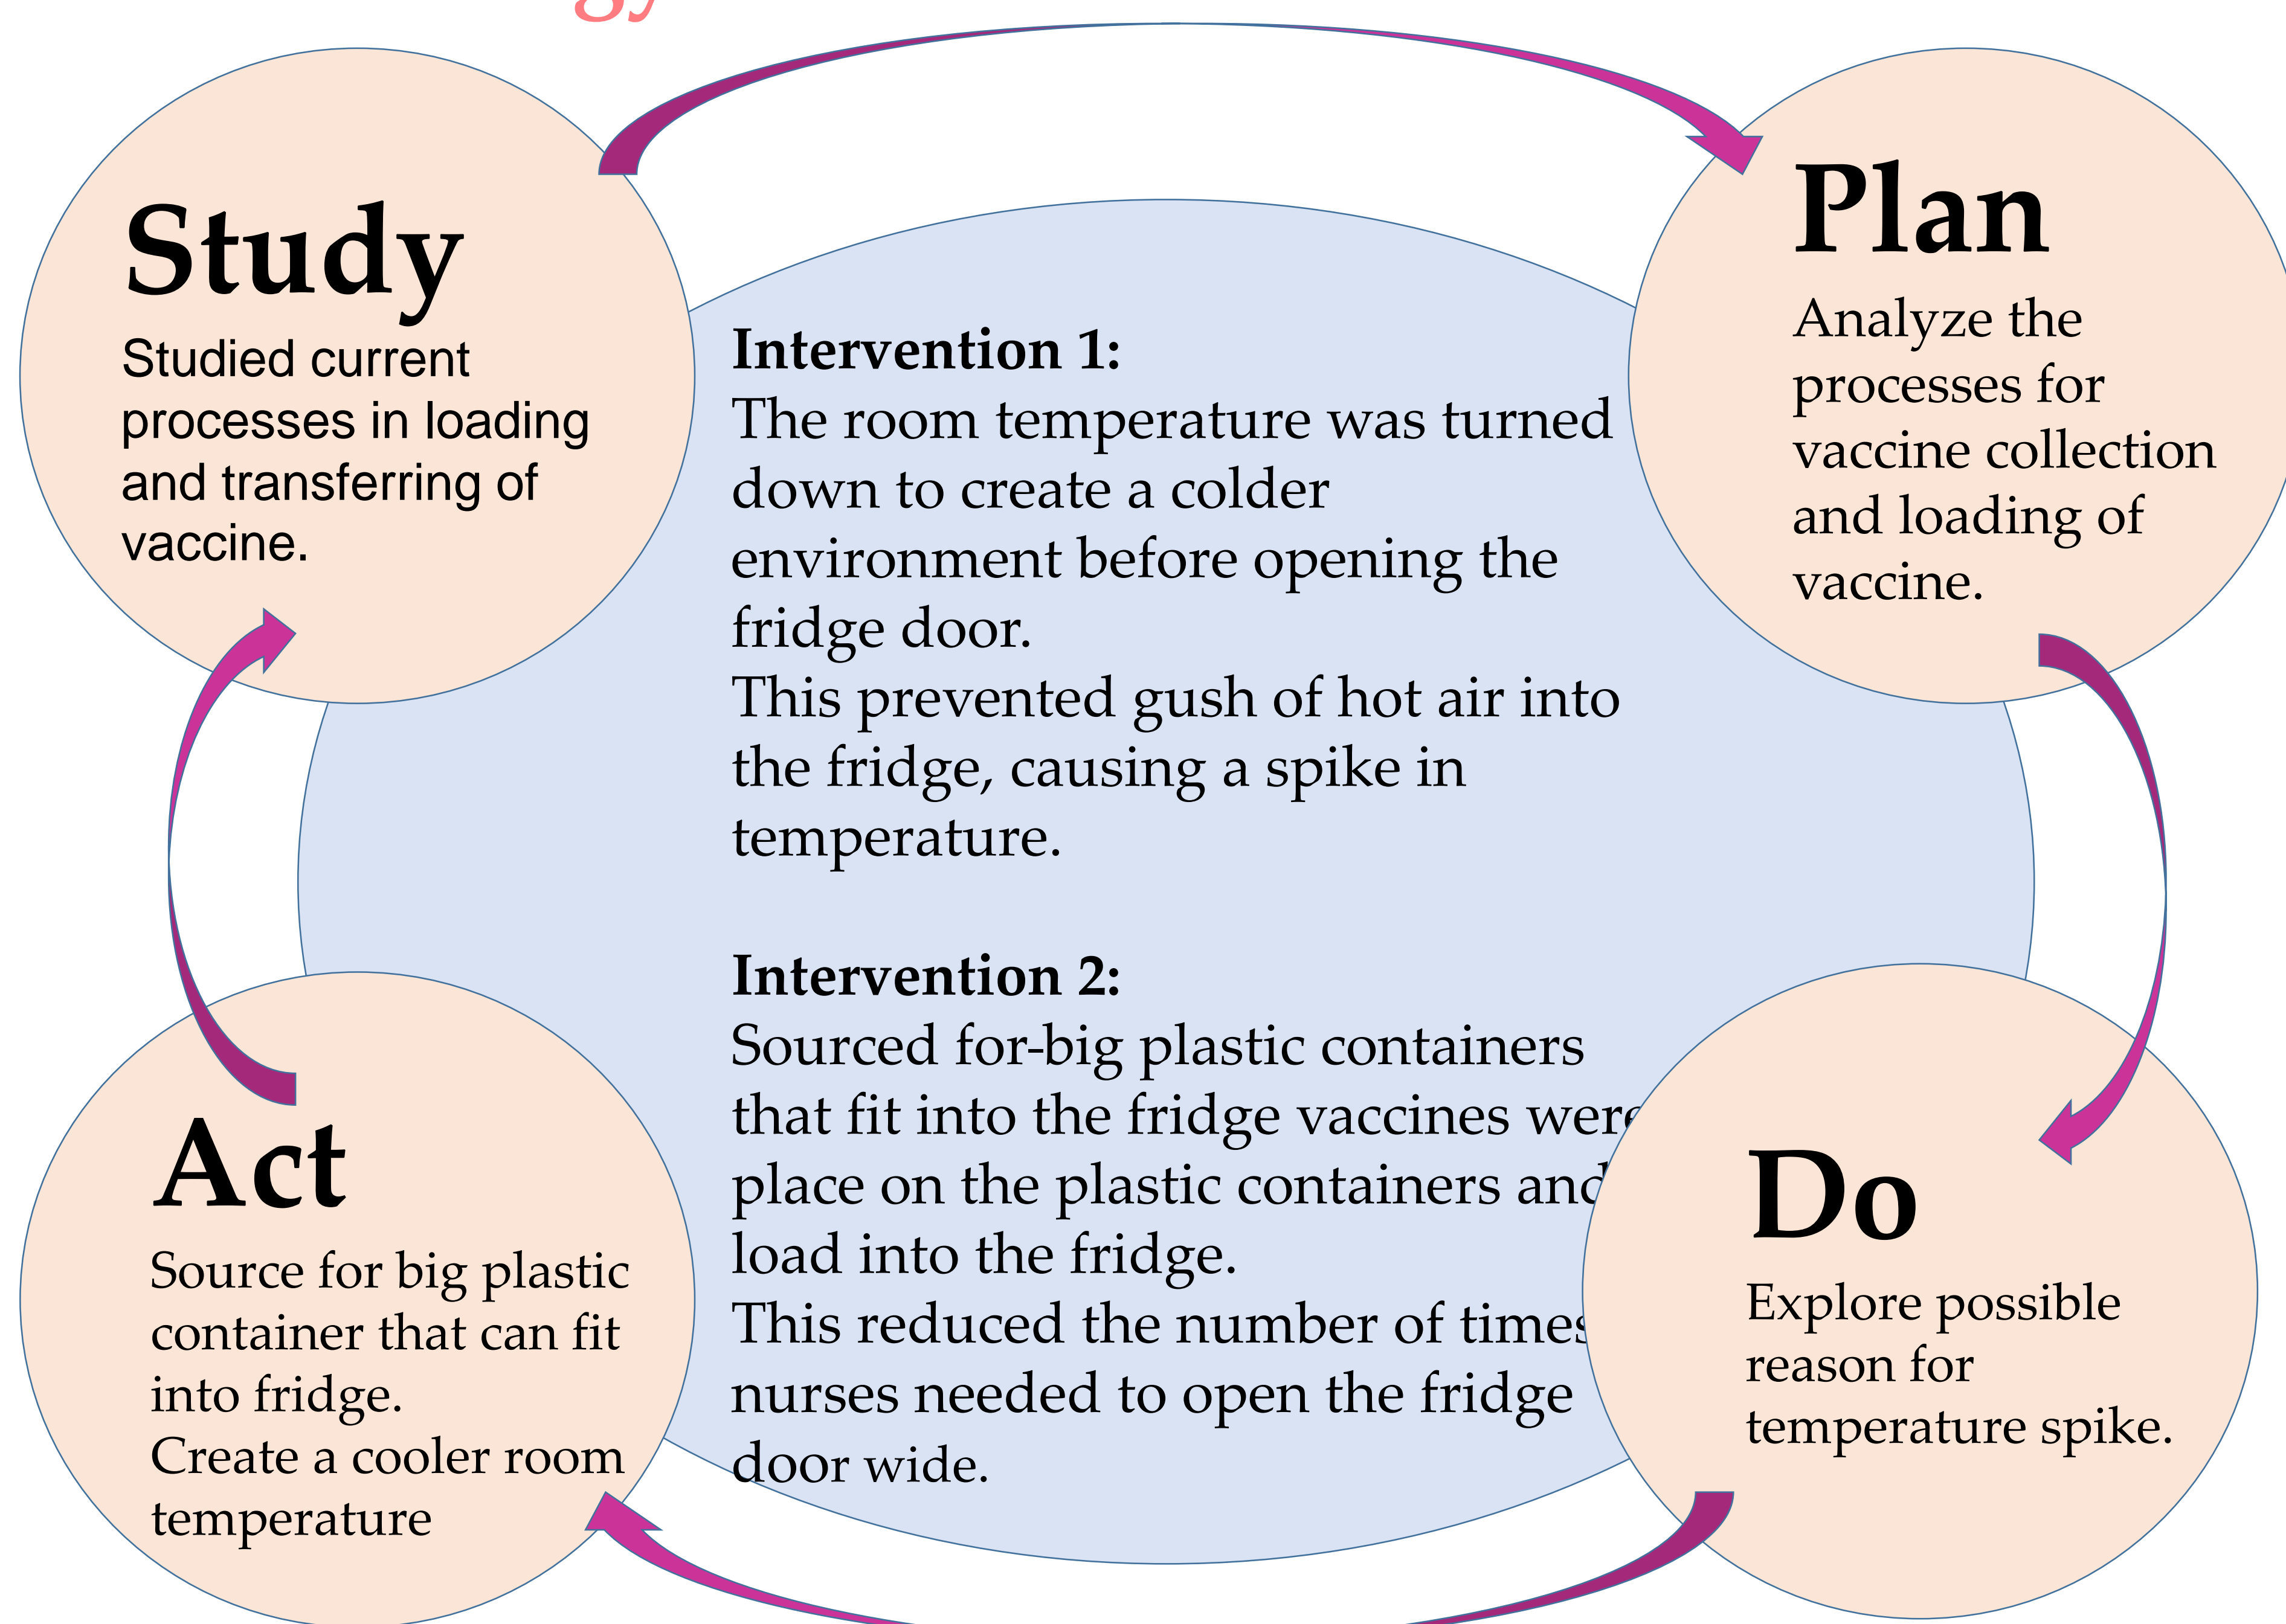 Study
Studied current
processes in loading
and transferring of
vaccine.
Plan
Analyze the
processes for
vaccine collection
and loading of
vaccine.
Intervention 1:
The room temperature was turned
down to create a colder
environment before opening the
fridge door.
This prevented gush of hot air into
the fridge, causing a spike in
temperature.
Intervention 2:
Sourced for-big plastic containers
that fit into the fridge vaccines were
place on the plastic containers and
load into the fridge.
This reduced the number of times
nurses needed to open the fridge
door wide.
Act
Source for big plastic
container that can fit
into fridge.
Create a cooler room
temperature
Do
Explore possible
reason for
temperature spike.